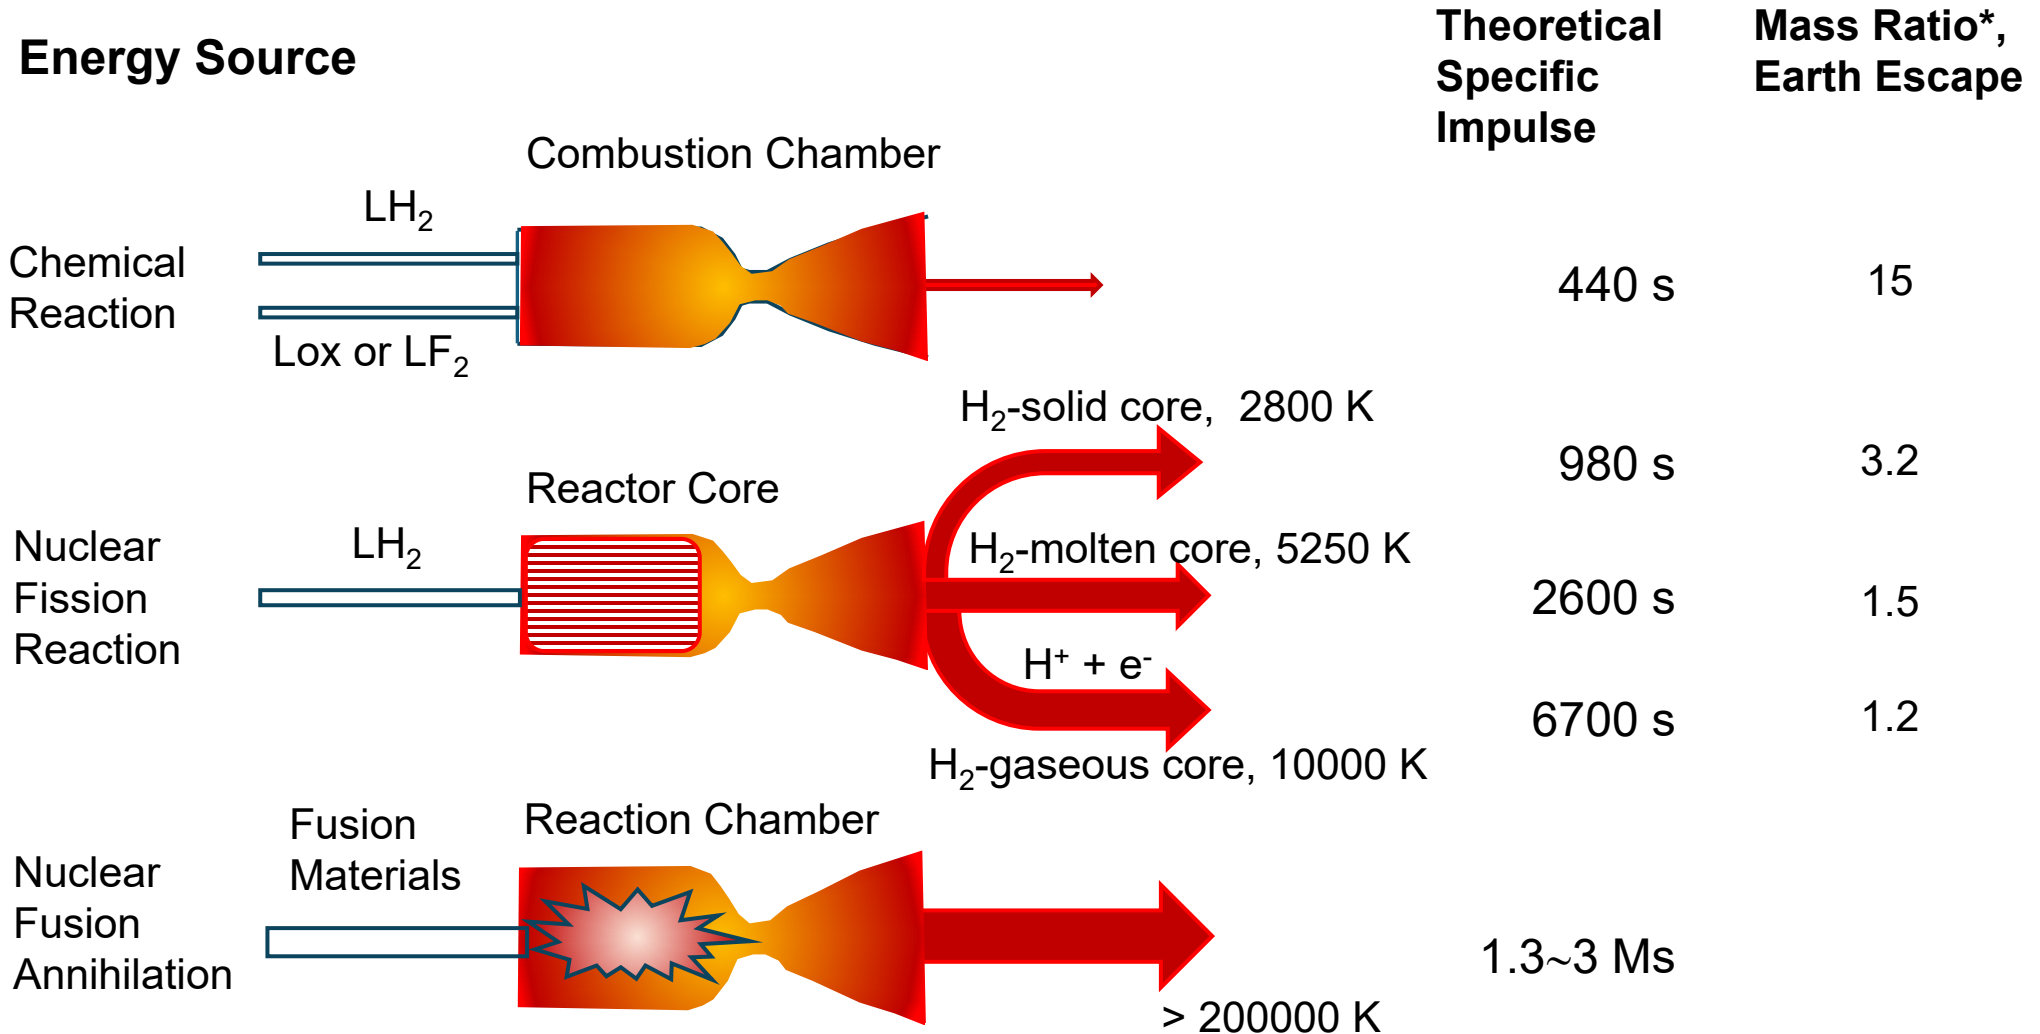 Energy Source
Theoretical
Specific
Impulse
Mass Ratio*,
Earth Escape
Combustion Chamber
LH₂
Chemical
Reaction
Lox or LF₂
440 s
15
H₂-solid core,  2800 K
980 s
3.2
Reactor Core
LH₂
Nuclear
Fission
Reaction
H₂-molten core, 5250 K
2600 s
1.5
H⁺ + e⁻
6700 s
1.2
H₂-gaseous core, 10000 K
Fusion
Materials
Reaction Chamber
Nuclear
Fusion
Annihilation
1.3~3 Ms
> 200000 K